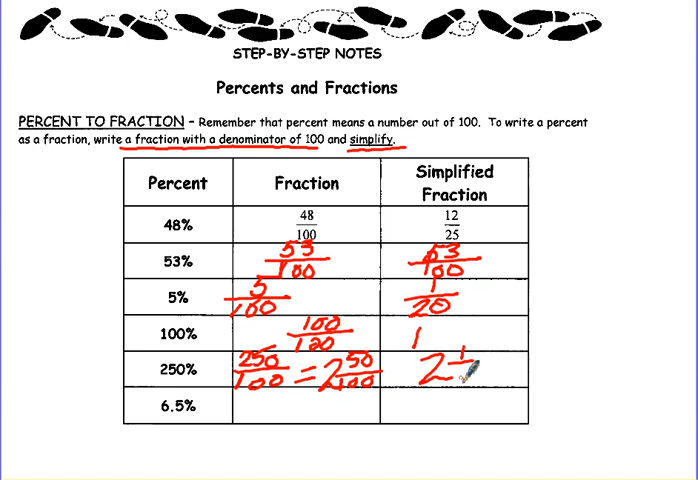 STEP-BY-STEP NOTES
Percents and Fractions
PERCENT TO FRACTION – Remember that percent means a number out of 100. To write a percent
as a fraction, write a fraction with a denominator of 100 and simplify.
Percent Fraction Simplified Fraction
48% 48/100 12/25
53% 53/100 53/100
5% 5/100 1/20
100% 100/100 1
250% 250/100 = 2 50/100 2 1/
6.5%